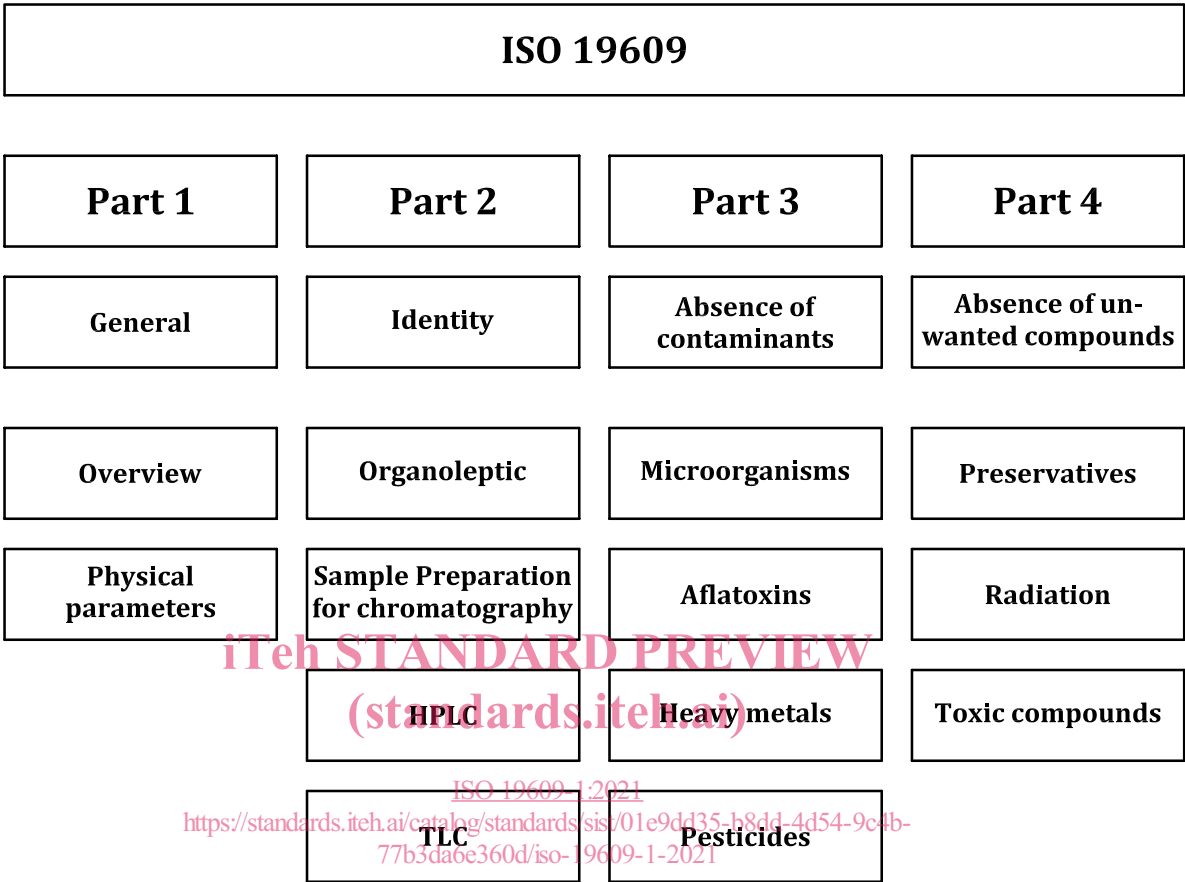 ISO 19609
Part 1
Part 2
Part 3
Part 4
General
Identity
Absence of
contaminants
Absence of un-
wanted compounds
Overview
Organoleptic
Microorganisms
Preservatives
Physical
parameters
Sample Preparation
for chromatography
Aflatoxins
Radiation
iTeh STANDARD PREVIEW
(standards.iteh.ai)
HPLC
Heavy metals
Toxic compounds
ISO 19609-1:2021
https://standards.iteh.ai/catalog/standards/sist/01e9dd35-b8dd-4d54-9c4b-
77b3da6e360d/iso-19609-1-2021
TLC
Pesticides